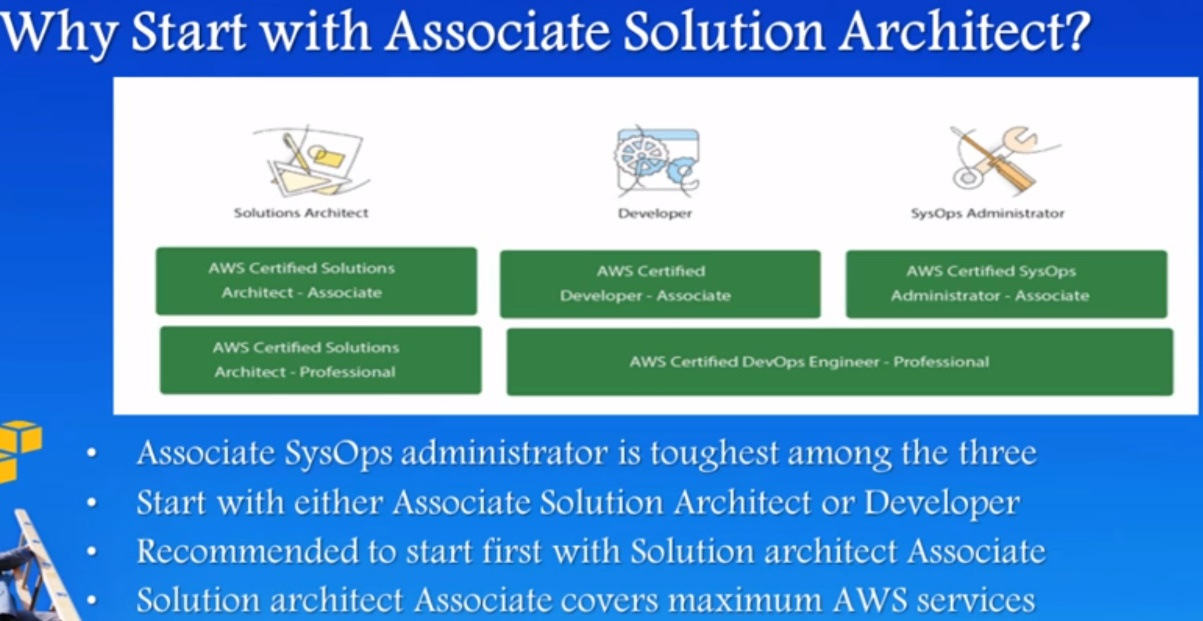 Why Start with Associate Solution Architect?
Solutions Architect
Developer
SysOps Administrator
AWS Certified Solutions
Architect - Associate
AWS Certified
Developer - Associate
AWS Certified SysOps
Administrator - Associate
AWS Certified Solutions
Architect - Professional
AWS Certified DevOps Engineer - Professional
• Associate SysOps administrator is toughest among the three
• Start with either Associate Solution Architect or Developer
• Recommended to start first with Solution architect Associate
• Solution architect Associate covers maximum AWS services